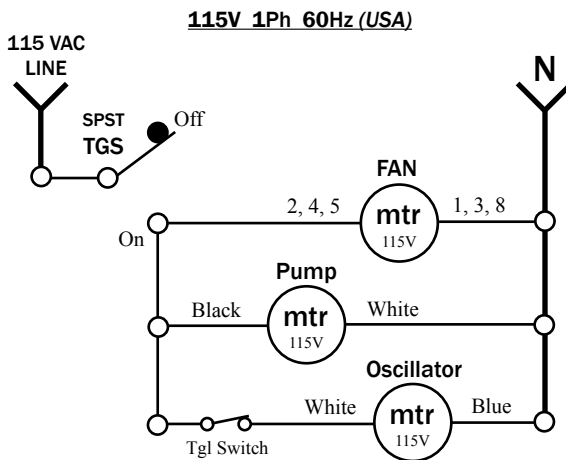 115V 1Ph 60Hz (USA)
115 VAC
LINE
N
SPST
TGS
Off
FAN
2, 4, 5
mtr
115V
1, 3, 8
On
Pump
Black
mtr
115V
White
Oscillator
White
mtr
115V
Blue
Tgl Switch